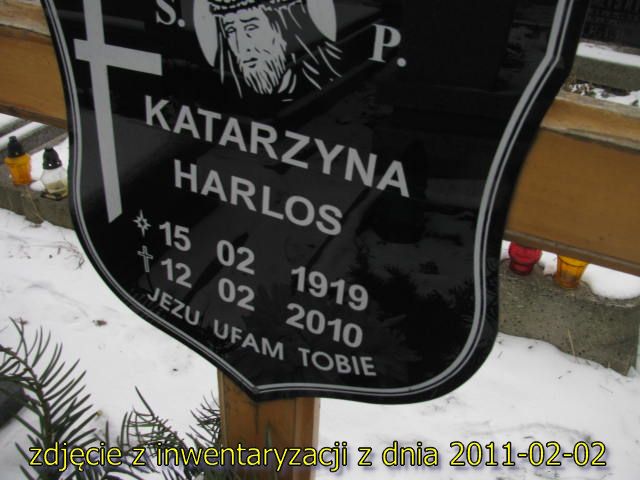 S. P.
KATARZYNA
HARLOS
15 02 1919
12 02 2010
JEZU UFAM TOBIE
zdjęcie z inwentaryzacji z dnia 2011-02-02